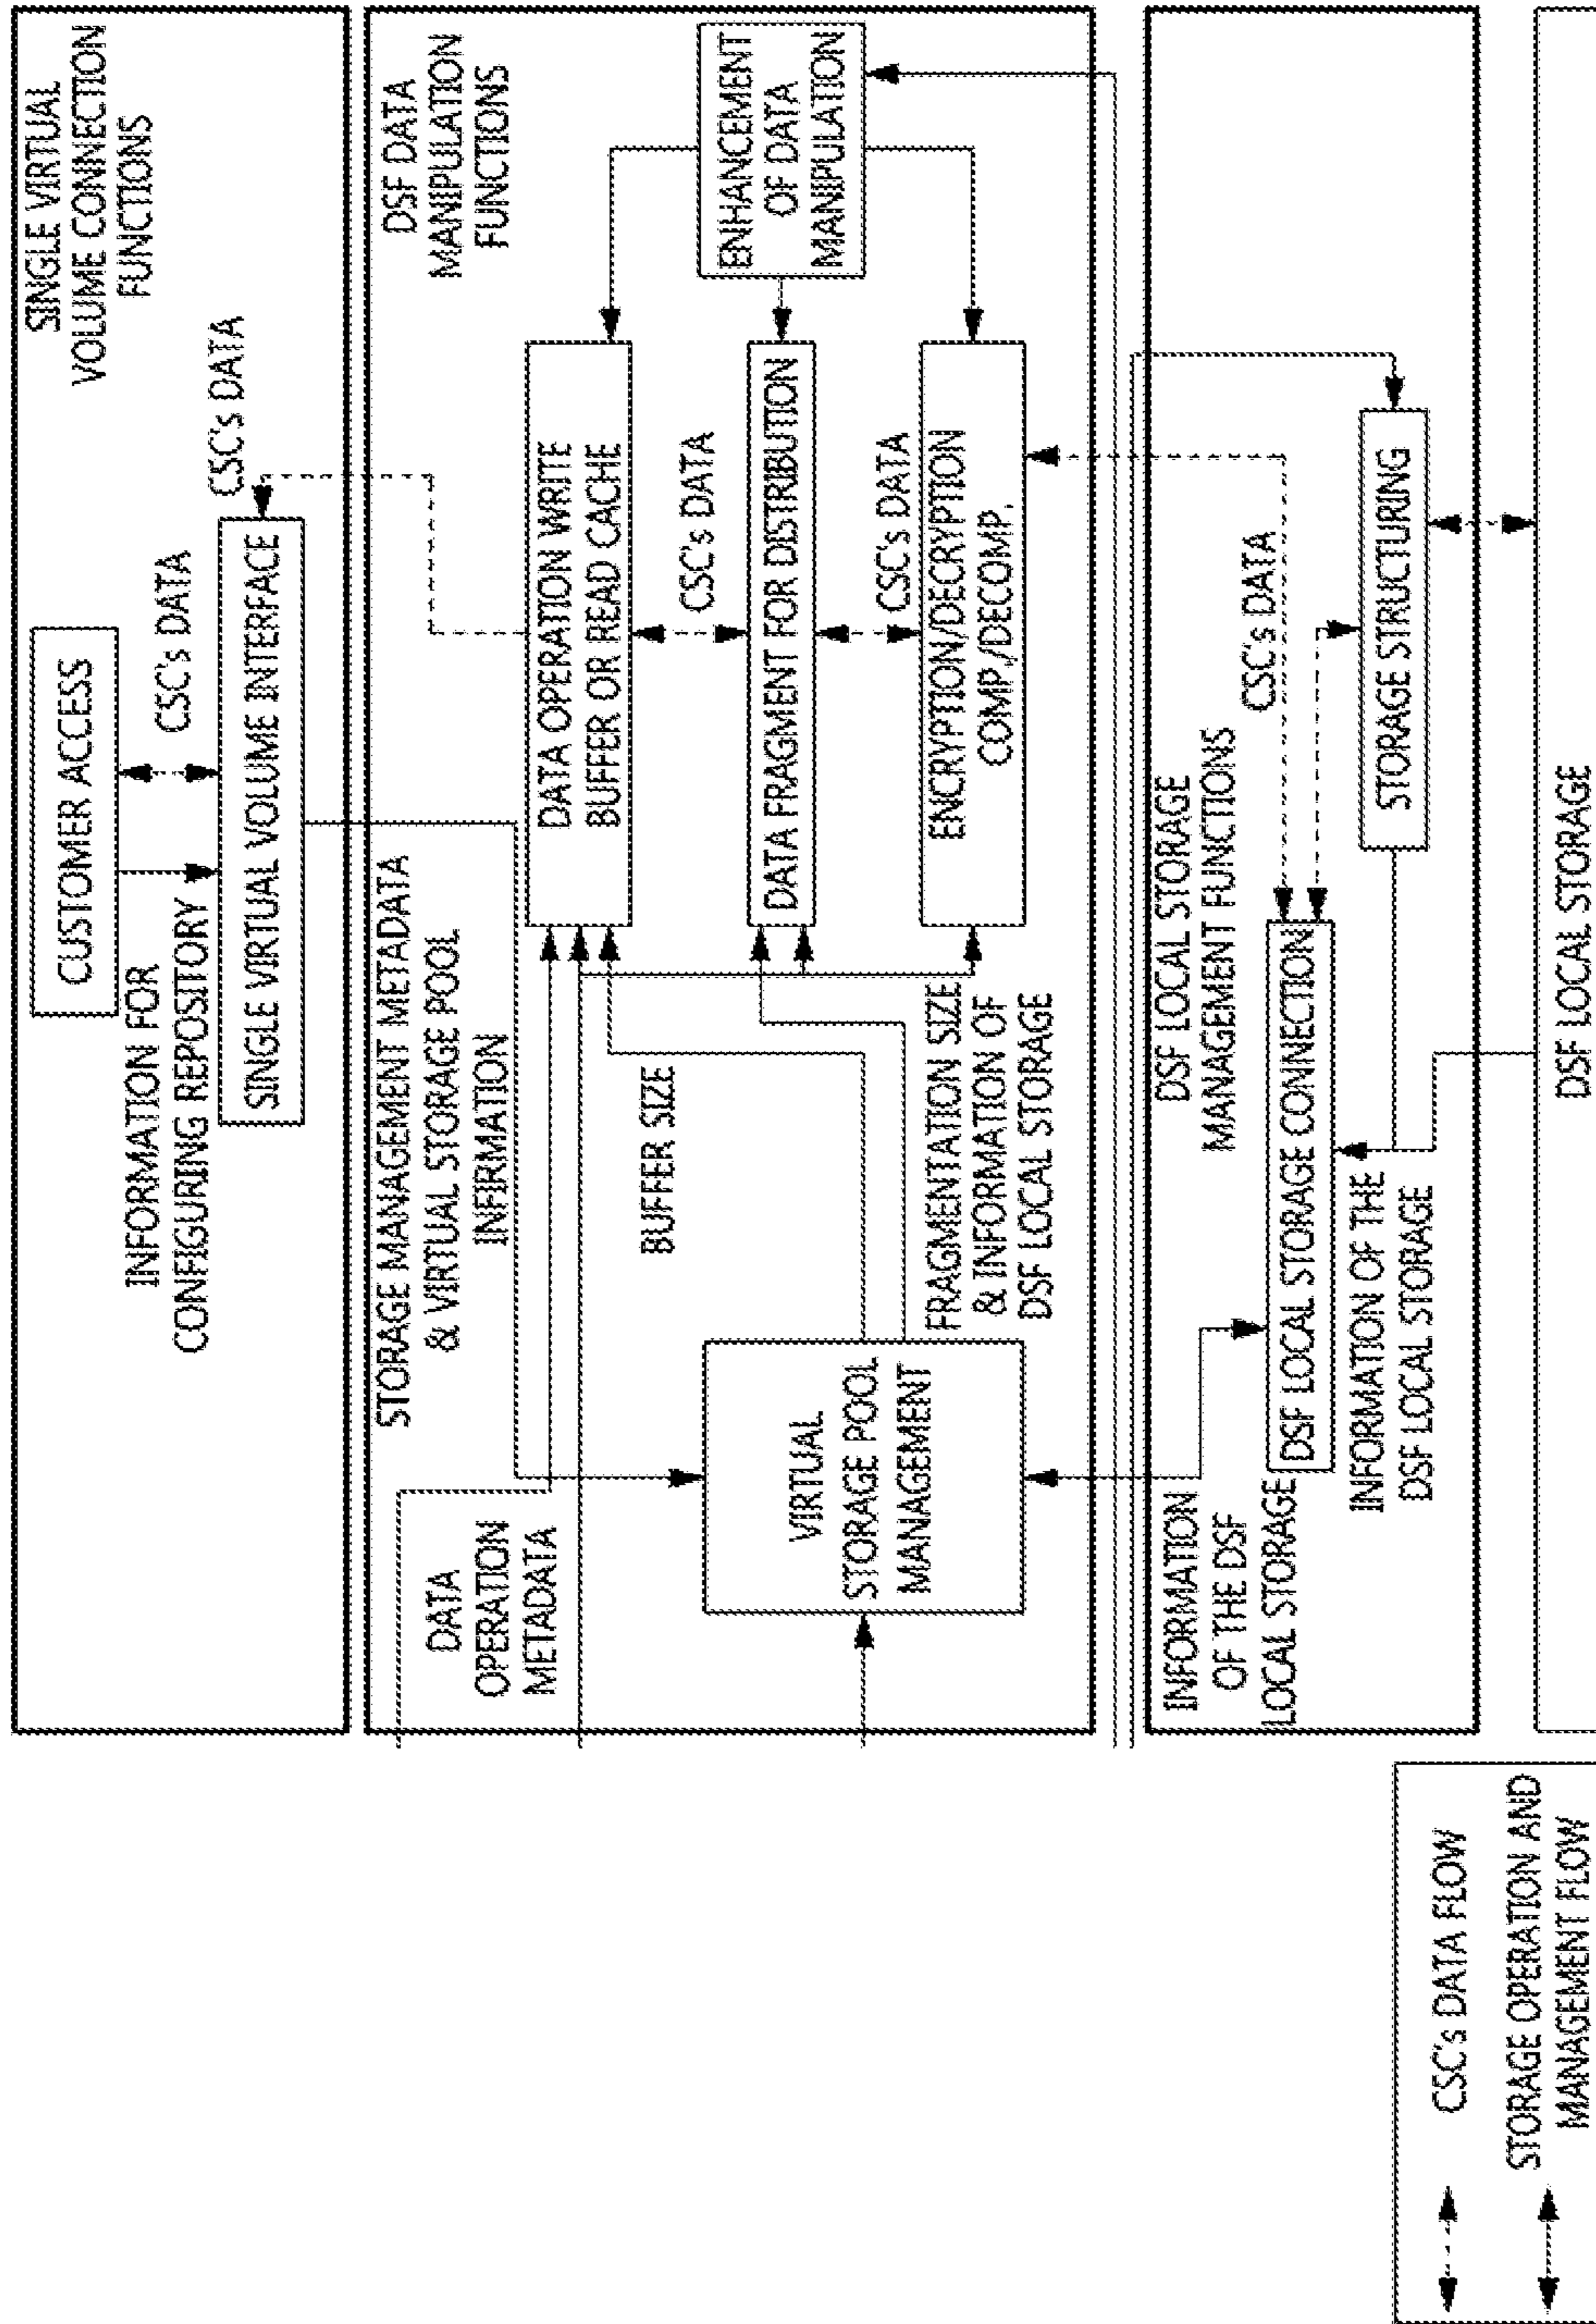 SINGLE VIRTUAL
VOLUME CONNECTION
FUNCTIONS
CUSTOMER ACCESS
CSC's DATA
INFORMATION FOR
CONFIGURING REPOSITORY
SINGLE VIRTUAL VOLUME INTERFACE
CSC's DATA
STORAGE MANAGEMENT METADATA
& VIRTUAL STORAGE POOL
INFIRMATION
DSF DATA
MANIPULATION
FUNCTIONS
DATA
OPERATION
METADATA
DATA OPERATION WRITE
BUFFER OR READ CACHE
BUFFER SIZE
CSC's DATA
DATA FRAGMENT FOR DISTRIBUTION
ENHANCEMENT
OF DATA
MANIPULATION
VIRTUAL
STORAGE POOL
MANAGEMENT
CSC's DATA
ENCRYPTION/DECRYPTION
COMP./DECOMP.
FRAGMENTATION SIZE
& INFORMATION OF
DSF LOCAL STORAGE
INFORMATION
OF THE DSF
LOCAL STORAGE
DSF LOCAL STORAGE
MANAGEMENT FUNCTIONS
CSC's DATA
DSF LOCAL STORAGE CONNECTION
INFORMATION OF THE
DSF LOCAL STORAGE
STORAGE STRUCTURING
DSF LOCAL STORAGE
CSC's DATA FLOW
STORAGE OPERATION AND
MANAGEMENT FLOW